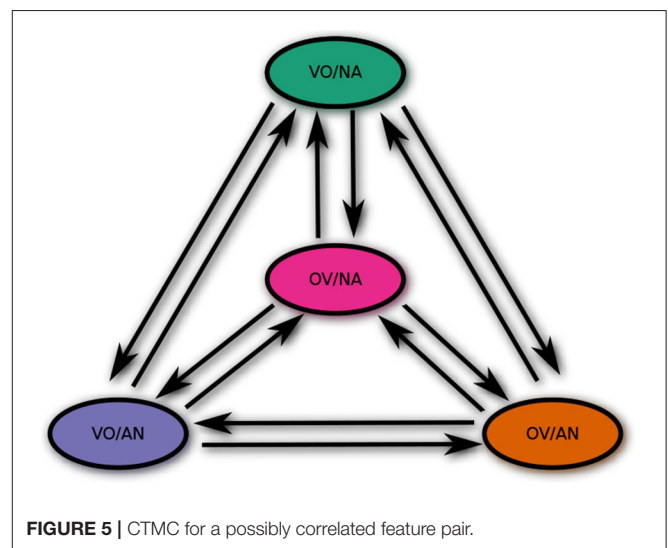 VO/NA
OV/NA
VO/AN
OV/AN
FIGURE 5 | CTMC for a possibly correlated feature pair.